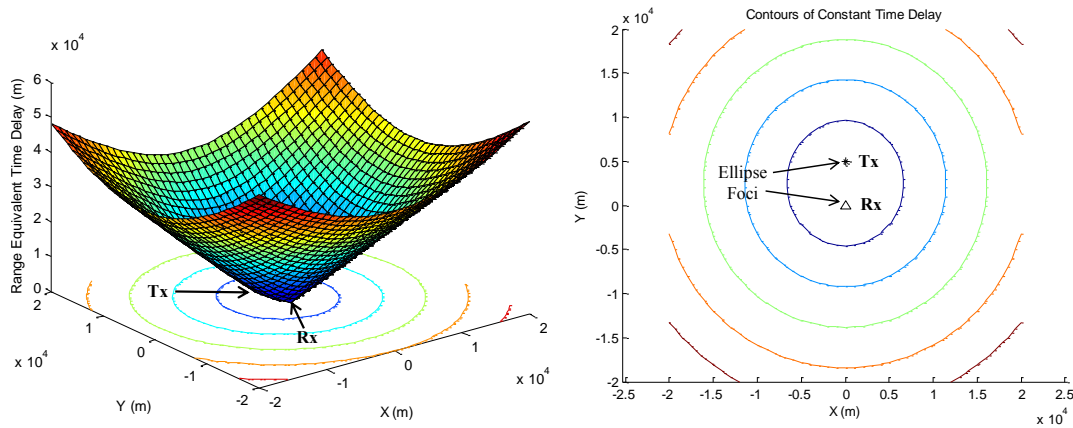 x 10^4
Range Equivalent Time Delay (m)
6
5
4
3
2
1
0
Tx
Rx
2
1
0
-1
-2
x 10^4
Y (m)
-2
-1
0
1
2
x 10^4
X (m)
Contours of Constant Time Delay
x 10^4
Y (m)
2
1.5
1
0.5
0
-0.5
-1
-1.5
-2
Ellipse
Foci
Tx
Rx
-2.5
-2
-1.5
-1
-0.5
0
0.5
1
1.5
2
2.5
X (m)
x 10^4